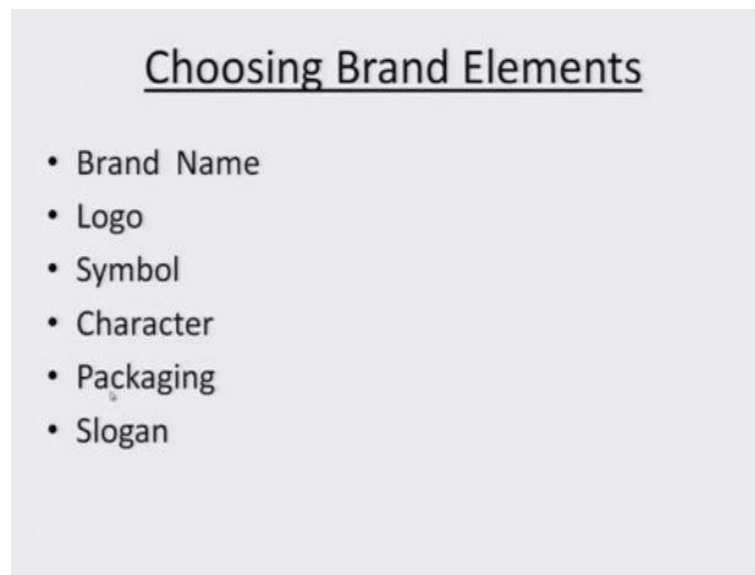 Choosing Brand Elements
• Brand Name
• Logo
• Symbol
• Character
• Packaging
• Slogan